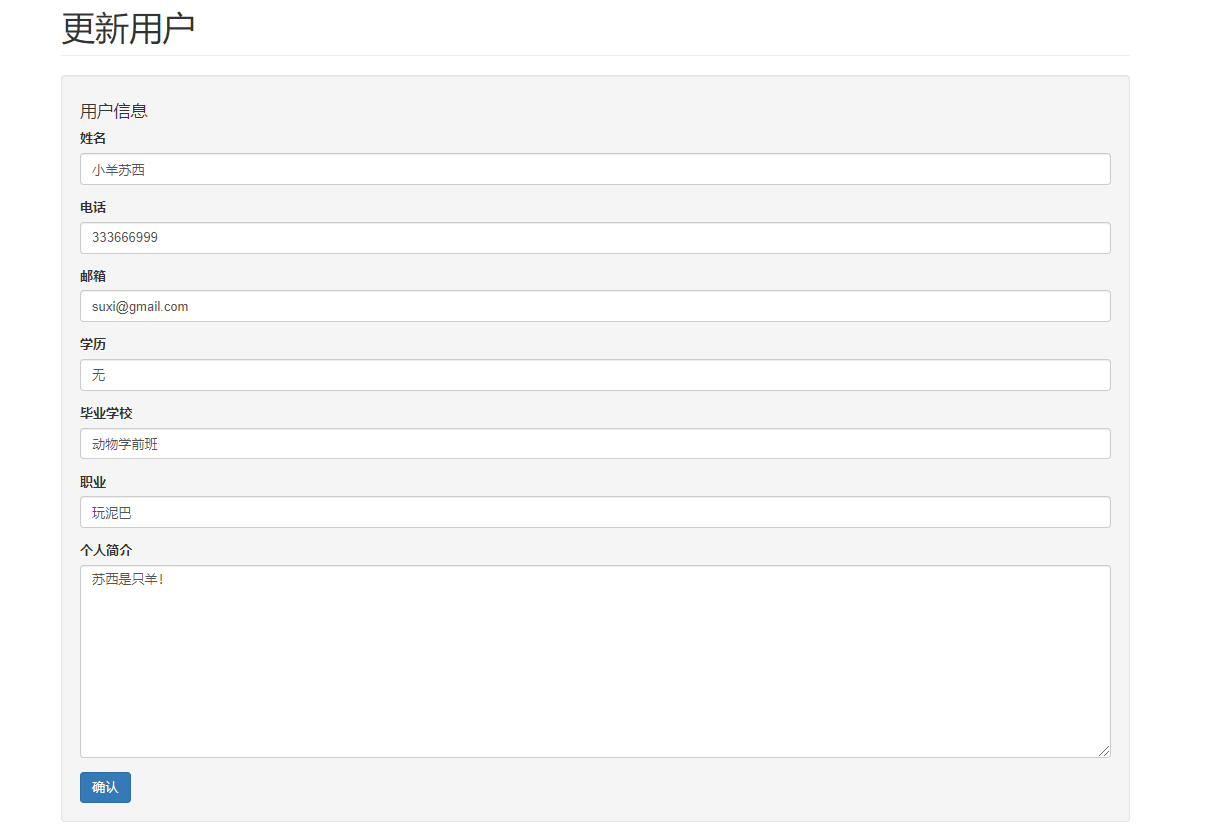 更新用户
用户信息
姓名
小羊苏西
电话
333666999
邮箱
suxi@gmail.com
学历
无
毕业学校
动物学前班
职业
玩泥巴
个人简介
苏西是只羊!
确认